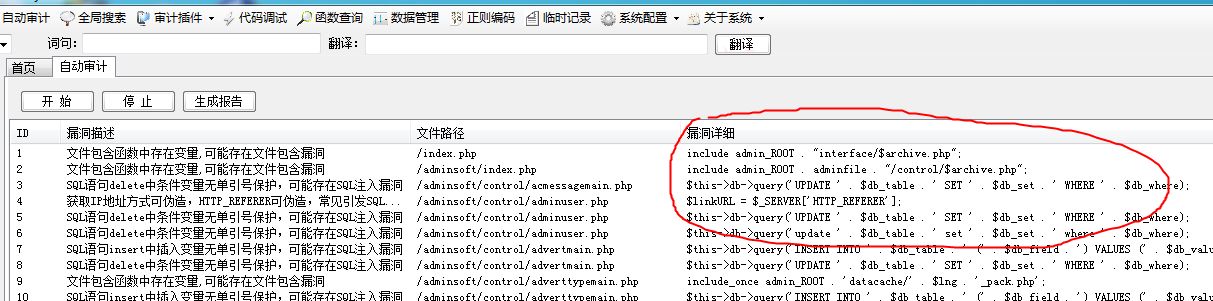 自动审计 全局搜索 审计插件 代码调试 函数查询 数据管理 正则编码 临时记录 系统配置 关于系统
词句： 翻译： 翻译
首页 自动审计
开 始 停 止 生成报告
ID 漏洞描述 文件路径 漏洞详细
1 文件包含函数中存在变量,可能存在文件包含漏洞 /index.php include admin_ROOT . "interface/$archive.php";
2 文件包含函数中存在变量,可能存在文件包含漏洞 /adminsoft/index.php include admin_ROOT . adminfile . "/control/$archive.php";
3 SQL语句delete中条件变量无单引号保护，可能存在SQL注入漏洞 /adminsoft/control/acmessagemain.php $this->db->query('UPDATE ' . $db_table . ' SET ' . $db_set . ' WHERE ' . $db_where);
4 获取IP地址方式可伪造，HTTP_REFERER可伪造，常见引发SQL... /adminsoft/control/adminuser.php $linkURL = $_SERVER['HTTP_REFERER'];
5 SQL语句delete中条件变量无单引号保护，可能存在SQL注入漏洞 /adminsoft/control/adminuser.php $this->db->query('UPDATE ' . $db_table . ' SET ' . $db_set . ' WHERE ' . $db_where);
6 SQL语句delete中条件变量无单引号保护，可能存在SQL注入漏洞 /adminsoft/control/adminuser.php $this->db->query('update ' . $db_table . ' set ' . $db_set . ' where ' . $db_where);
7 SQL语句insert中插入变量无单引号保护，可能存在SQL注入漏洞 /adminsoft/control/advertmain.php $this->db->query('INSERT INTO ' . $db_table . ' (' . $db_field . ') VALUES (' . $db_valu
8 SQL语句delete中条件变量无单引号保护，可能存在SQL注入漏洞 /adminsoft/control/advertmain.php $this->db->query('UPDATE ' . $db_table . ' SET ' . $db_set . ' WHERE ' . $db_where);
9 文件包含函数中存在变量,可能存在文件包含漏洞 /adminsoft/control/adverttypemain.php include_once admin_ROOT . 'datacache/' . $lng . '_pack.php';
10 SQL语句insert中插入变量无单引号保护，可能存在SQL注入漏洞 /adminsoft/control/adverttypemain.php $this->db->query('INSERT INTO ' . $db_table . ' (' . $db_field . ') VALUES (' . $db_valu